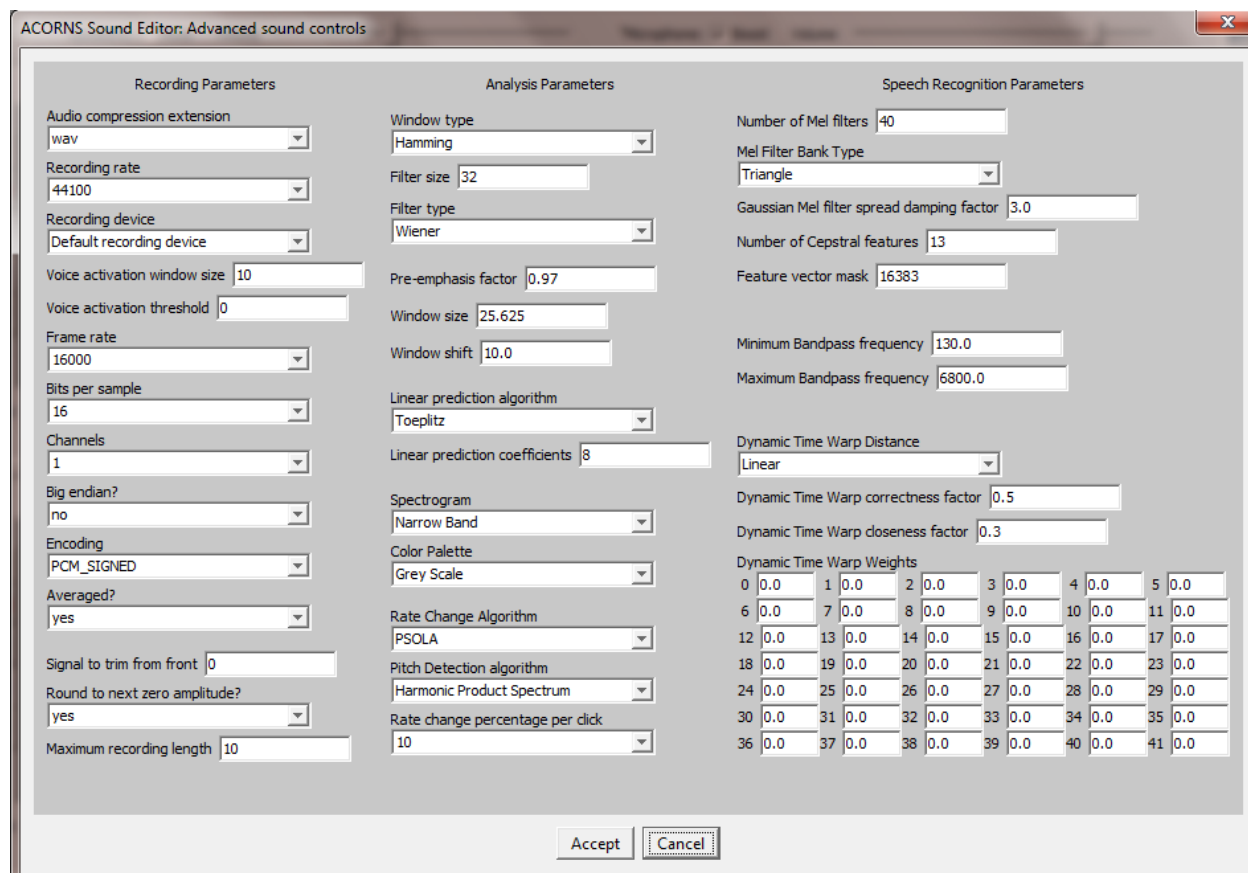 ACORNS Sound Editor: Advanced sound controls
Recording Parameters
Audio compression extension
wav
Recording rate
44100
Recording device
Default recording device
Voice activation window size 10
Voice activation threshold 0
Frame rate
16000
Bits per sample
16
Channels
1
Big endian?
no
Encoding
PCM_SIGNED
Averaged?
yes
Signal to trim from front 0
Round to next zero amplitude?
yes
Maximum recording length 10
Analysis Parameters
Window type
Hamming
Filter size 32
Filter type
Wiener
Pre-emphasis factor 0.97
Window size 25.625
Window shift 10.0
Linear prediction algorithm
Toeplitz
Linear prediction coefficients 8
Spectrogram
Narrow Band
Color Palette
Grey Scale
Rate Change Algorithm
PSOLA
Pitch Detection algorithm
Harmonic Product Spectrum
Rate change percentage per click
10
Speech Recognition Parameters
Number of Mel filters 40
Mel Filter Bank Type
Triangle
Gaussian Mel filter spread damping factor 3.0
Number of Cepstral features 13
Feature vector mask 16383
Minimum Bandpass frequency 130.0
Maximum Bandpass frequency 6800.0
Dynamic Time Warp Distance
Linear
Dynamic Time Warp correctness factor 0.5
Dynamic Time Warp closeness factor 0.3
Dynamic Time Warp Weights
0 0.0 1 0.0 2 0.0 3 0.0 4 0.0 5 0.0
6 0.0 7 0.0 8 0.0 9 0.0 10 0.0 11 0.0
12 0.0 13 0.0 14 0.0 15 0.0 16 0.0 17 0.0
18 0.0 19 0.0 20 0.0 21 0.0 22 0.0 23 0.0
24 0.0 25 0.0 26 0.0 27 0.0 28 0.0 29 0.0
30 0.0 31 0.0 32 0.0 33 0.0 34 0.0 35 0.0
36 0.0 37 0.0 38 0.0 39 0.0 40 0.0 41 0.0
Accept Cancel